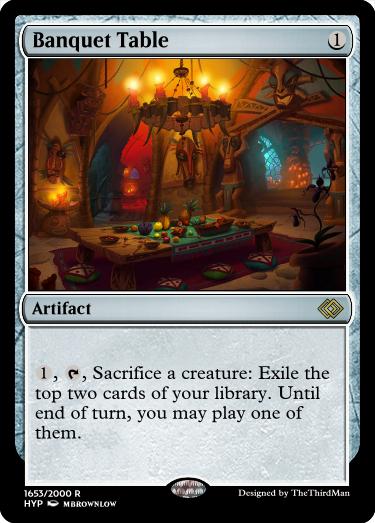 Banquet Table 1
Artifact
1, , Sacrifice a creature: Exile the
top two cards of your library. Until
end of turn, you may play one of
them.
1653/2000 R
HYP MBROWNLOW
Designed by TheThirdMan